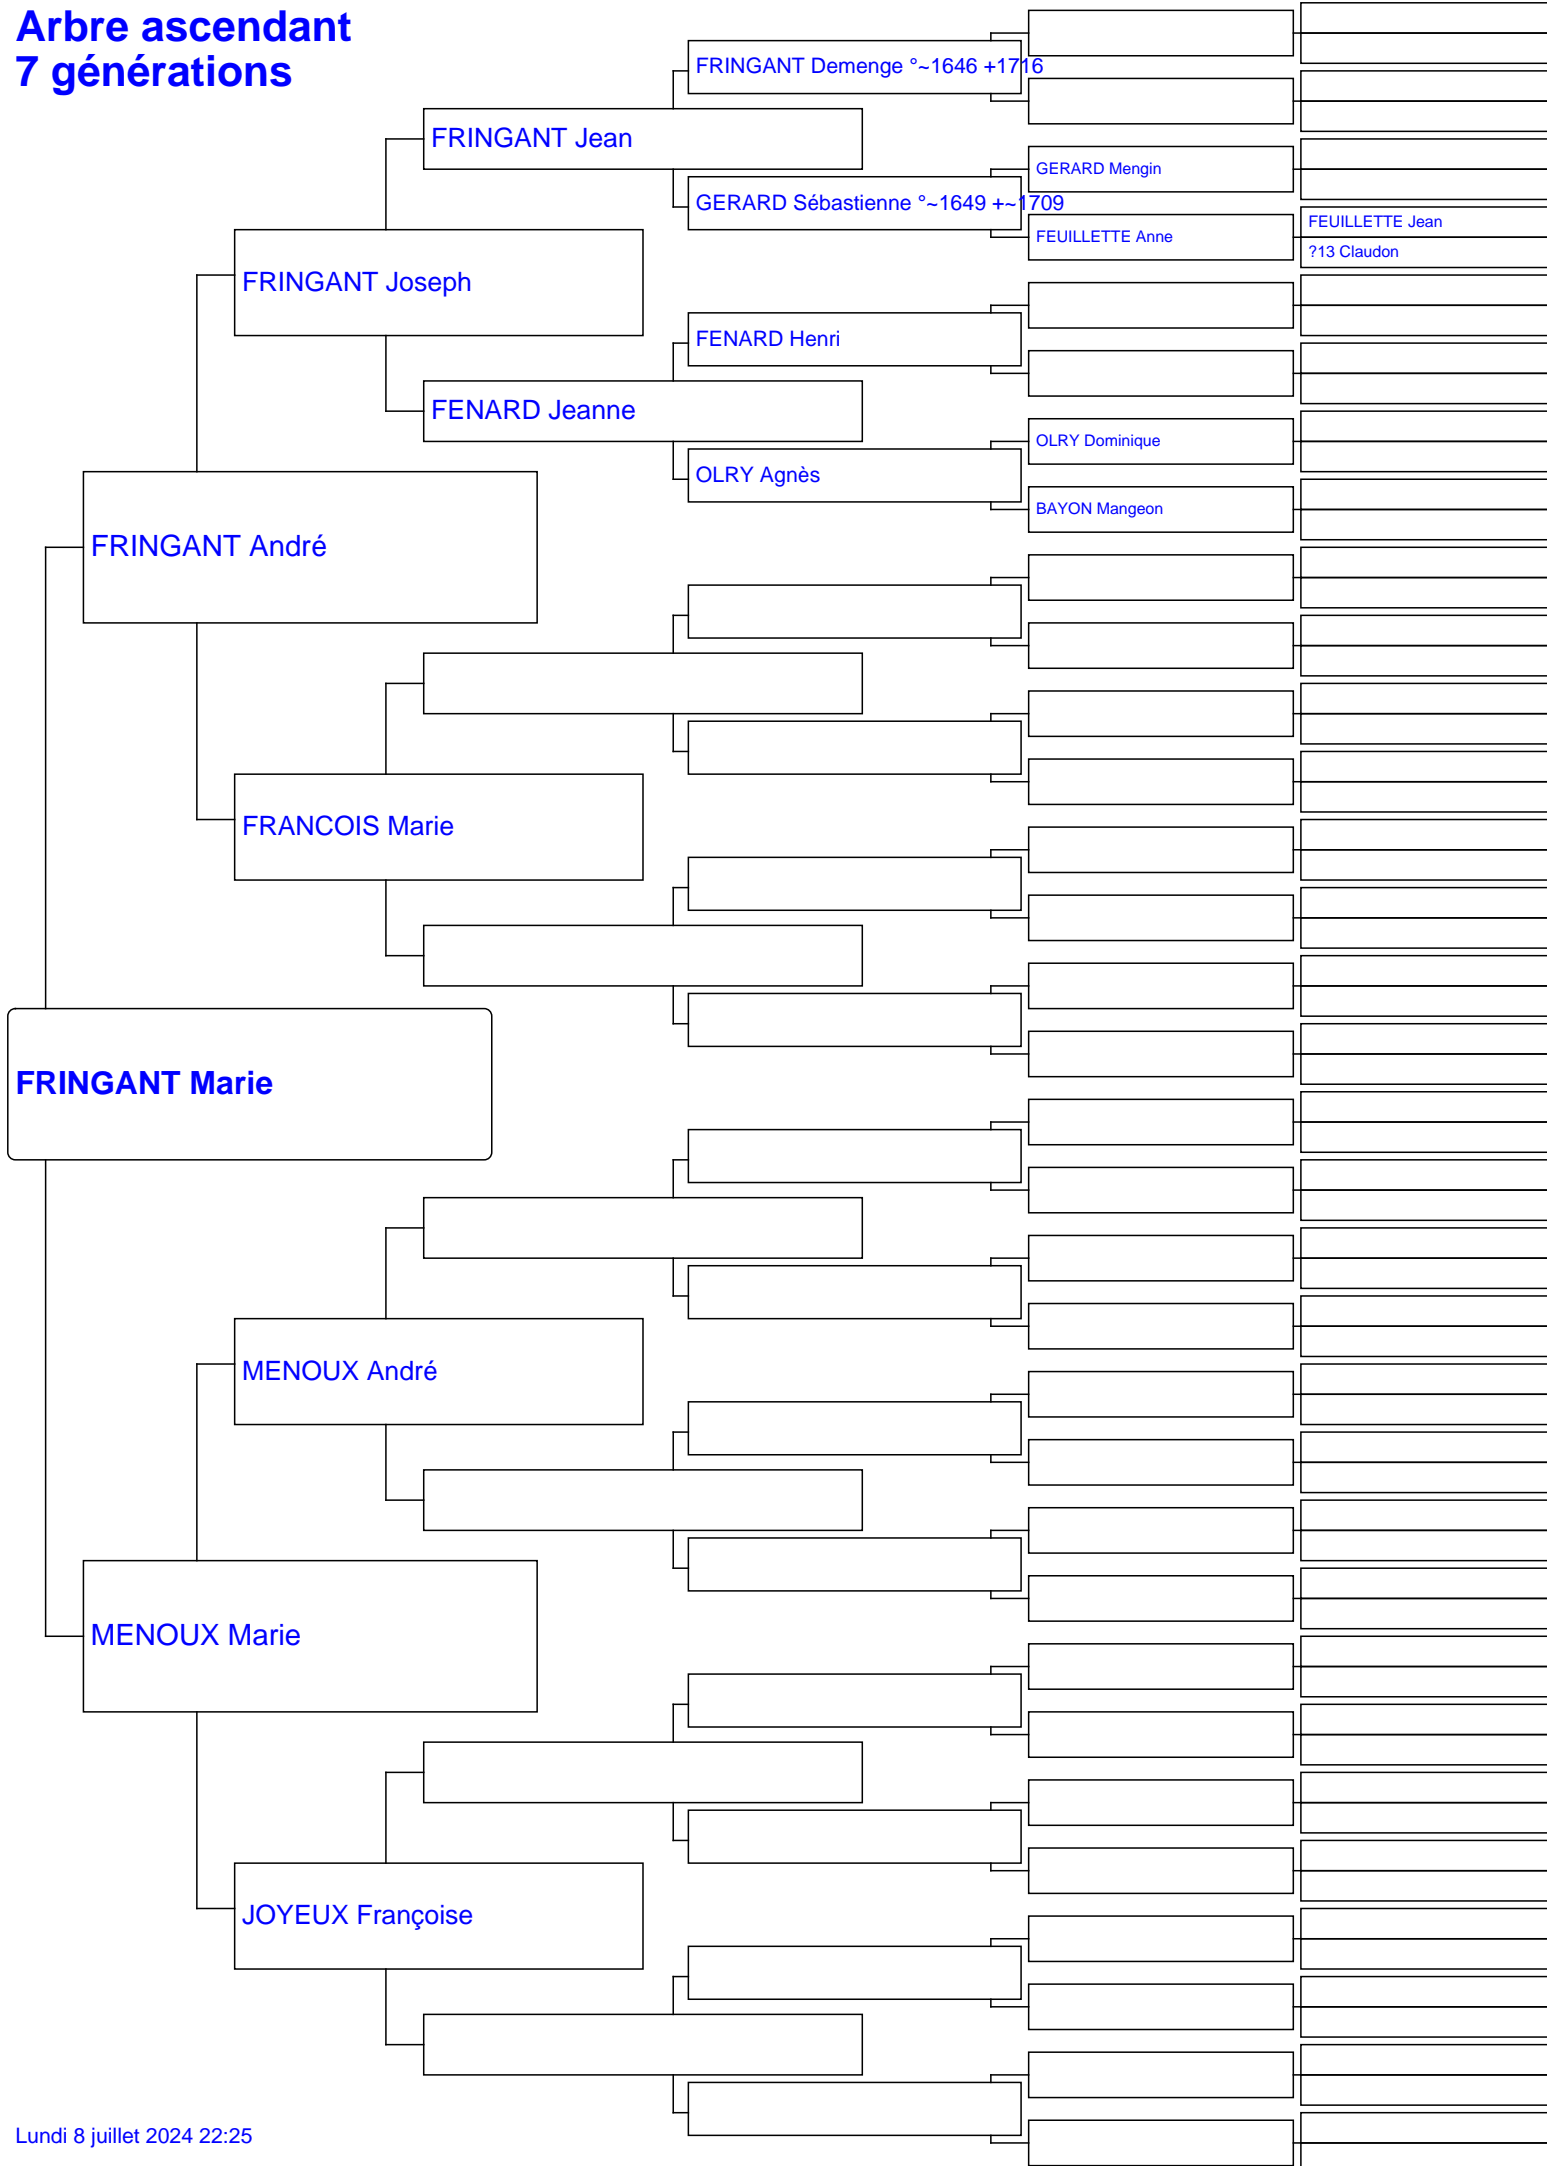 Arbre ascendant
7 générations
FRINGANT Demenge °~1646 +1716
FRINGANT Jean
GERARD Mengin
GERARD Sébastienne °~1649 +~1709
FEUILLETTE Jean
FEUILLETTE Anne
?13 Claudon
FRINGANT Joseph
FENARD Henri
FENARD Jeanne
OLRY Dominique
OLRY Agnès
BAYON Mangeon
FRINGANT André
FRANCOIS Marie
FRINGANT Marie
MENOUX André
MENOUX Marie
JOYEUX Françoise
Lundi 8 juillet 2024 22:25